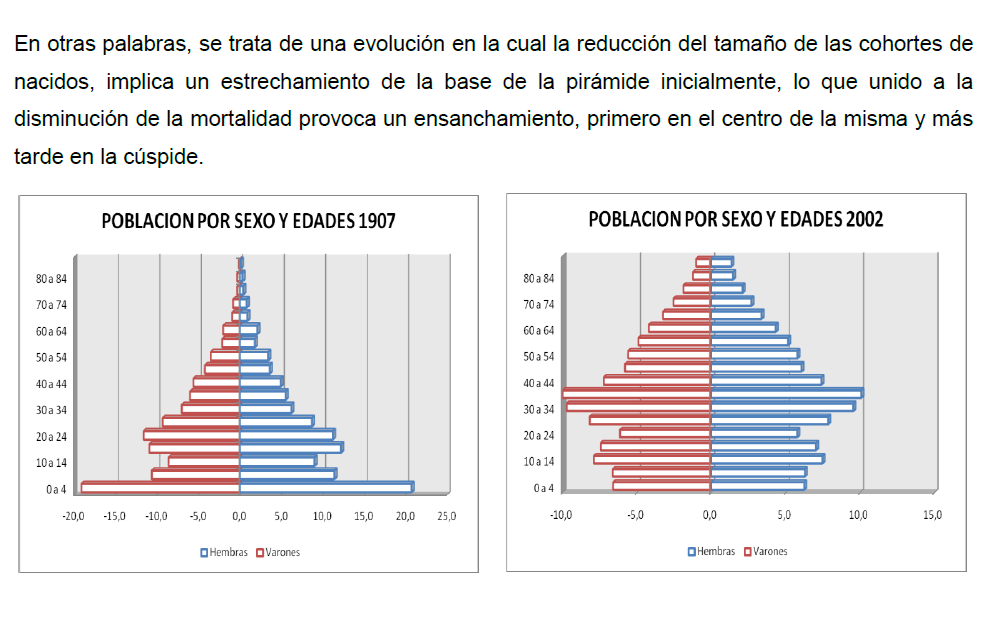 En otras palabras, se trata de una evolución en la cual la reducción del tamaño de las cohortes de
nacidos, implica un estrechamiento de la base de la pirámide inicialmente, lo que unido a la
disminución de la mortalidad provoca un ensanchamiento, primero en el centro de la misma y más
tarde en la cúspide.
POBLACION POR SEXO Y EDADES 1907
80 a 84
70 a 74
60 a 64
50 a 54
40 a 44
30 a 34
20 a 24
10 a 14
0 a 4
-20,0 -15,0 -10,0 -5,0 0,0 5,0 10,0 15,0 20,0 25,0
Hembras Varones
POBLACION POR SEXO Y EDADES 2002
80 a 84
70 a 74
60 a 64
50 a 54
40 a 44
30 a 34
20 a 24
10 a 14
0 a 4
-10,0 -5,0 0,0 5,0 10,0 15,0
Hembras Varones